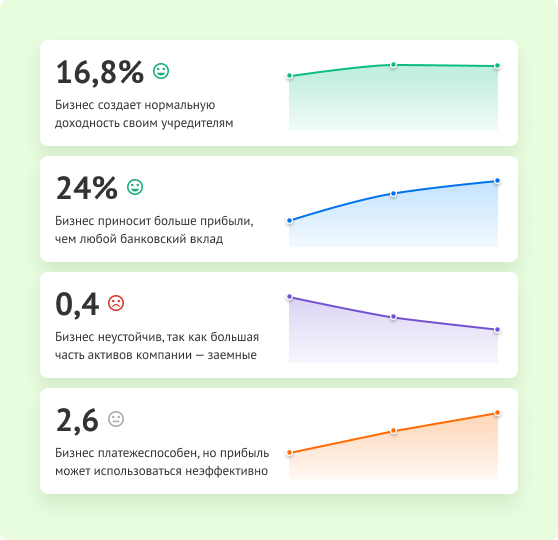 16,8%
Бизнес создает нормальную
доходность своим учредителям
24%
Бизнес приносит больше прибыли,
чем любой банковский вклад
0,4
Бизнес неустойчив, так как большая
часть активов компании — заемные
2,6
Бизнес платежеспособен, но прибыль
может использоваться неэффективно